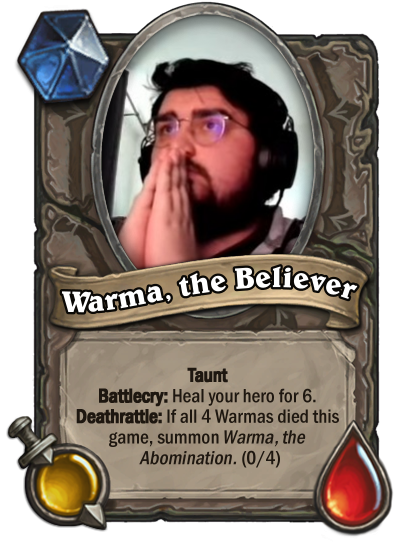 Warma, the Believer
Taunt
Battlecry: Heal your hero for 6.
Deathrattle: If all 4 Warmas died this
game, summon Warma, the
Abomination. (0/4)